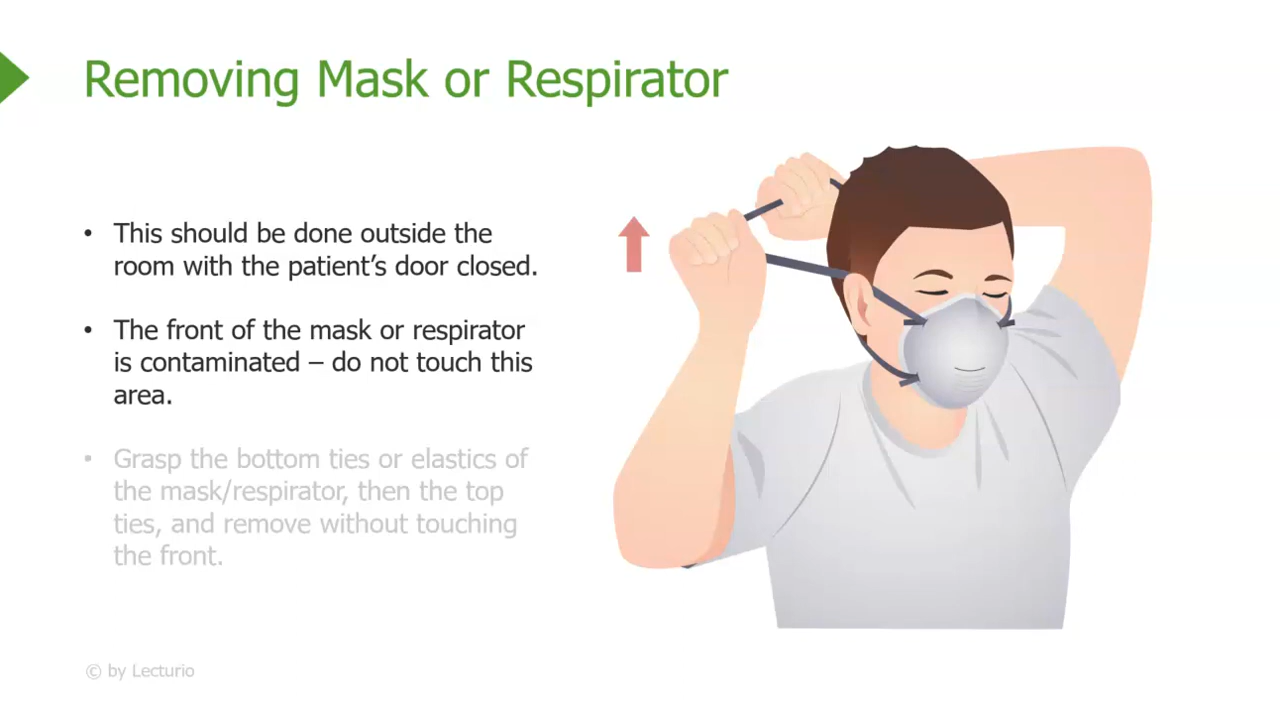 Removing Mask or Respirator
• This should be done outside the
room with the patient's door closed.
• The front of the mask or respirator
is contaminated – do not touch this
area.
• Grasp the bottom ties or elastics of
the mask/respirator, then the top
ties, and remove without touching
the front.
© by Lecturio